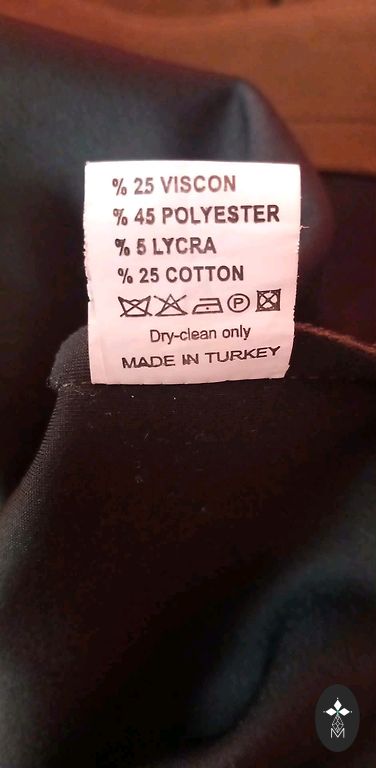 % 25 VISCON
% 45 POLYESTER
% 5 LYCRA
% 25 COTTON
P
Dry-clean only
MADE IN TURKEY
M